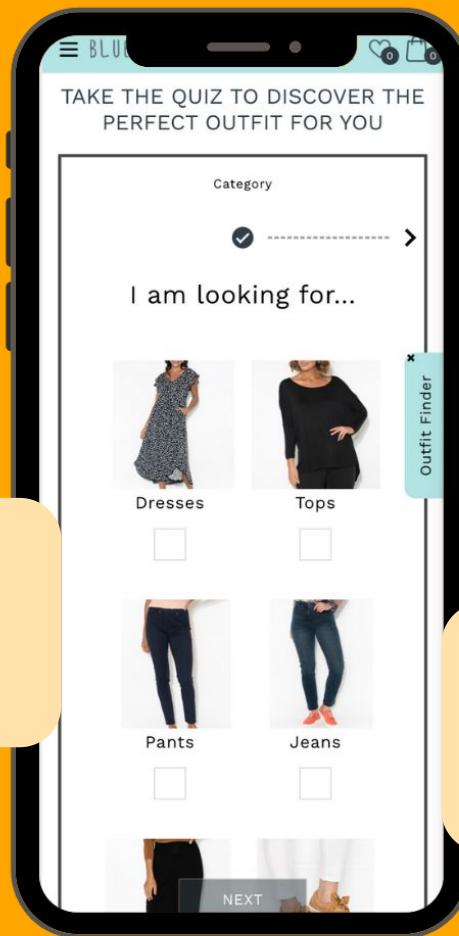 TAKE THE QUIZ TO DISCOVER THE
PERFECT OUTFIT FOR YOU
Category
I am looking for...
Outfit Finder
Dresses
Tops
Pants
Jeans
NEXT